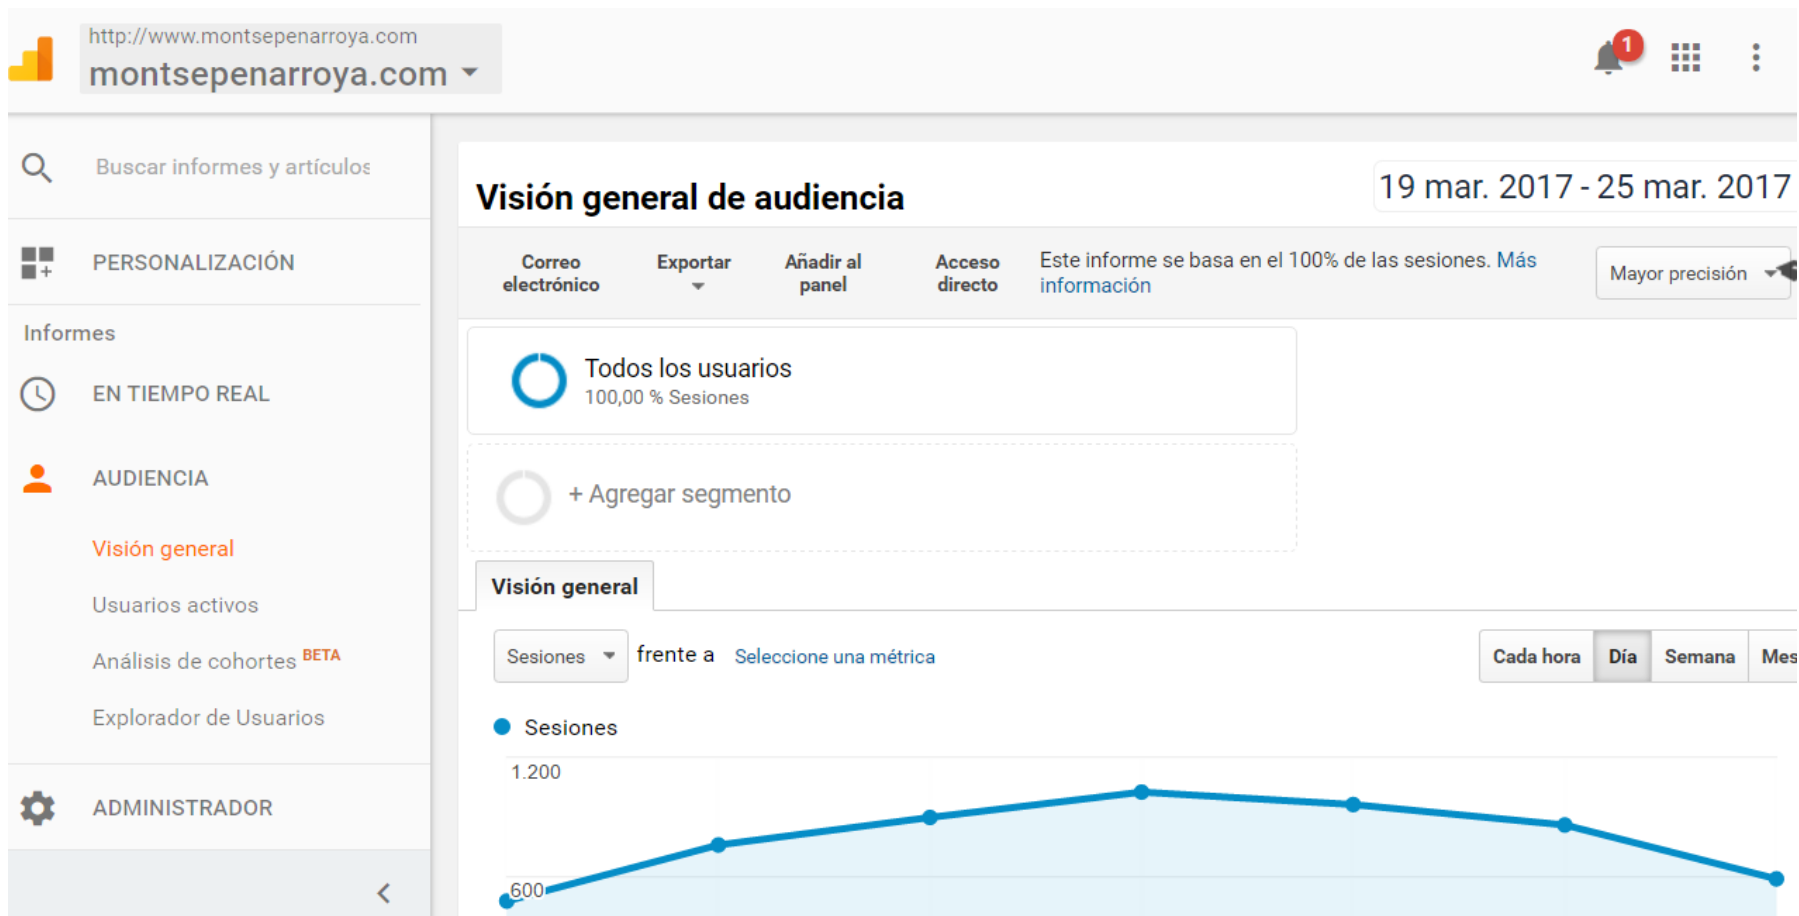 http://www.montsepenarroya.com
montsepenarroya.com
1
Buscar informes y artículos
PERSONALIZACIÓN
Informes
EN TIEMPO REAL
AUDIENCIA
Visión general
Usuarios activos
Análisis de cohortes BETA
Explorador de Usuarios
ADMINISTRADOR
Visión general de audiencia
19 mar. 2017 - 25 mar. 2017
Correo
electrónico
Exportar
Añadir al
panel
Acceso
directo
Este informe se basa en el 100% de las sesiones. Más
información
Mayor precisión
Todos los usuarios
100,00 % Sesiones
+ Agregar segmento
Visión general
Sesiones
frente a
Seleccione una métrica
Cada hora
Día
Semana
Mes
Sesiones
1.200
600